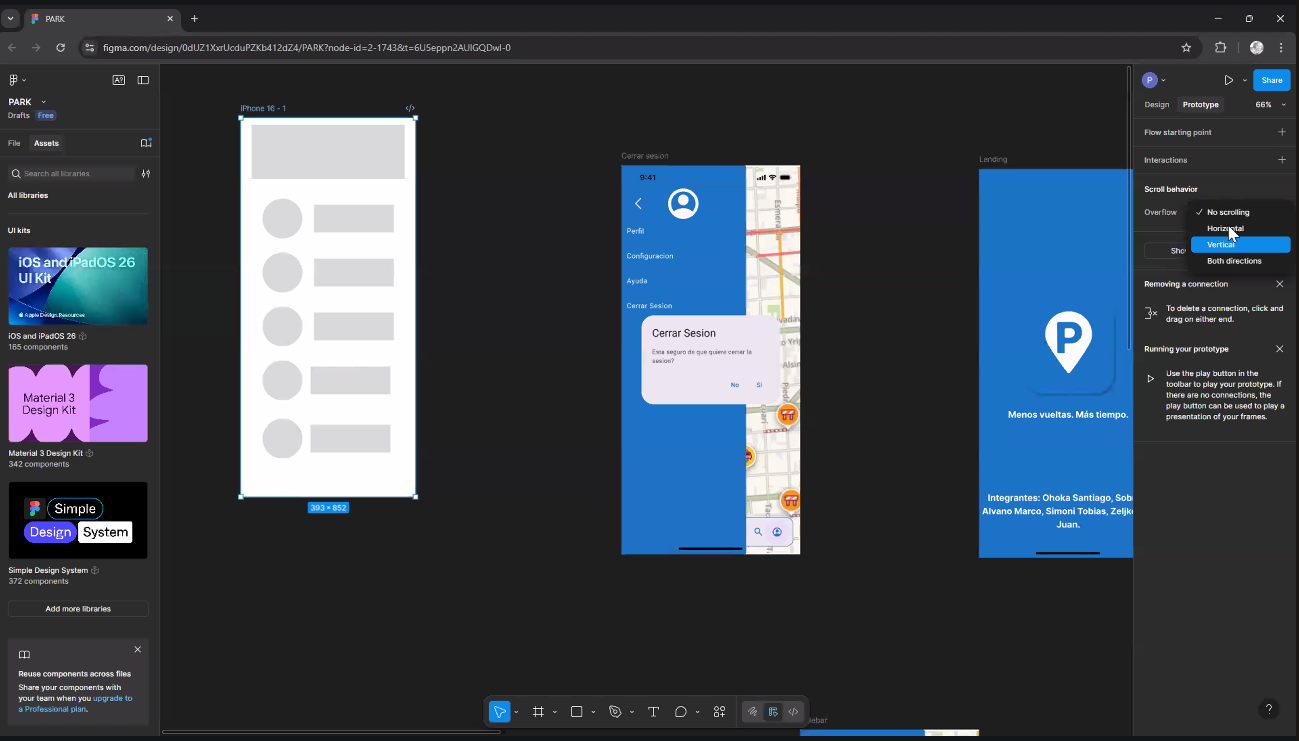 PARK
figma.com/design/0dUZ1XxrUcduPZKb412dZ4/PARK?node-id=2-1743&t=6U5eppn2AUIGQDwI-0
PARK
Drafts Free
File Assets
Search all libraries
All libraries
UI kits
iOS and iPadOS 26
UI Kit
Apple Design Resources
iOS and iPadOS 26
165 components
Material 3
Design Kit
Material 3 Design Kit
342 components
Simple
Design System
Simple Design System
372 components
Add more libraries
Reuse components across files
Share your components with
your team when you upgrade to
a Professional plan.
iPhone 16 - 1
393 × 852
Cerrar sesion
9:41
Perfil
Configuracion
Ayuda
Cerrar Sesion
Cerrar Sesion
Esta seguro de que quiere cerrar la
sesion?
No Si
Esmeralda
Lending
P
Menos vueltas. Más tiempo.
Integrantes: Ohoka Santiago, Sob
Alvano Marco, Simoni Tobias, Zeljk
Juan.
P
Share
Design Prototype 66%
Flow starting point
Interactions
Scroll behavior
Overflow
No scrolling
Horizontal
Vertical
Both directions
Removing a connection
To delete a connection, click and
drag on either end.
Running your prototype
Use the play button in the
toolbar to play your prototype. If
there are no connections, the
play button can be used to play a
presentation of your frames.